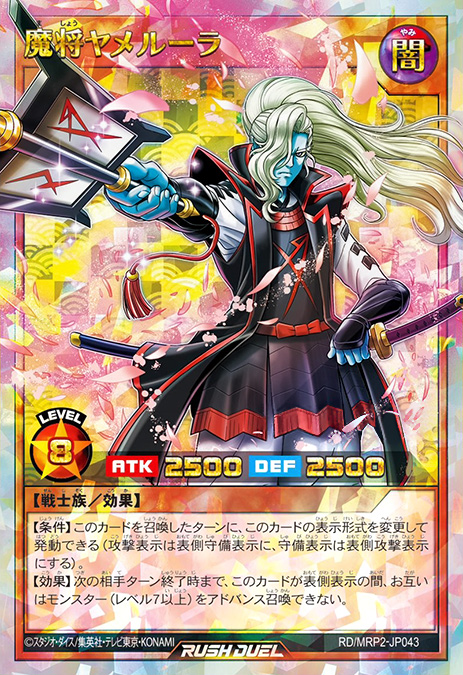 魔将ヤメルーラ
闇
LEVEL
8
ATK 2500 DEF 2500
【戦士族／効果】
【条件】このカードを召喚したターンに、このカードの表示形式を変更して
発動できる（攻撃表示は表側守備表示に、守備表示は表側攻撃表示
にする）。
【効果】次の相手ターン終了時まで、このカードが表側表示の間、お互い
はモンスター（レベル7以上）をアドバンス召喚できない。
©スタジオ・ダイス/集英社・テレビ東京・KONAMI
RUSH DUEL
RD/MRP2-JP043